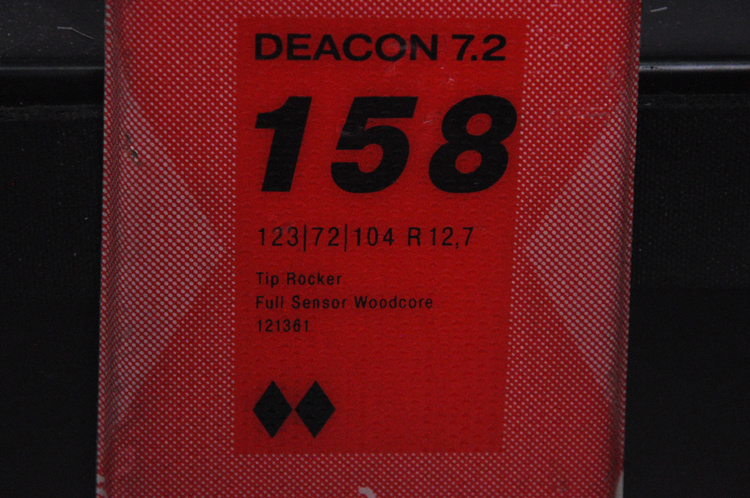 DEACON 7.2
158
123|72|104 R 12,7
Tip Rocker
Full Sensor Woodcore
121361